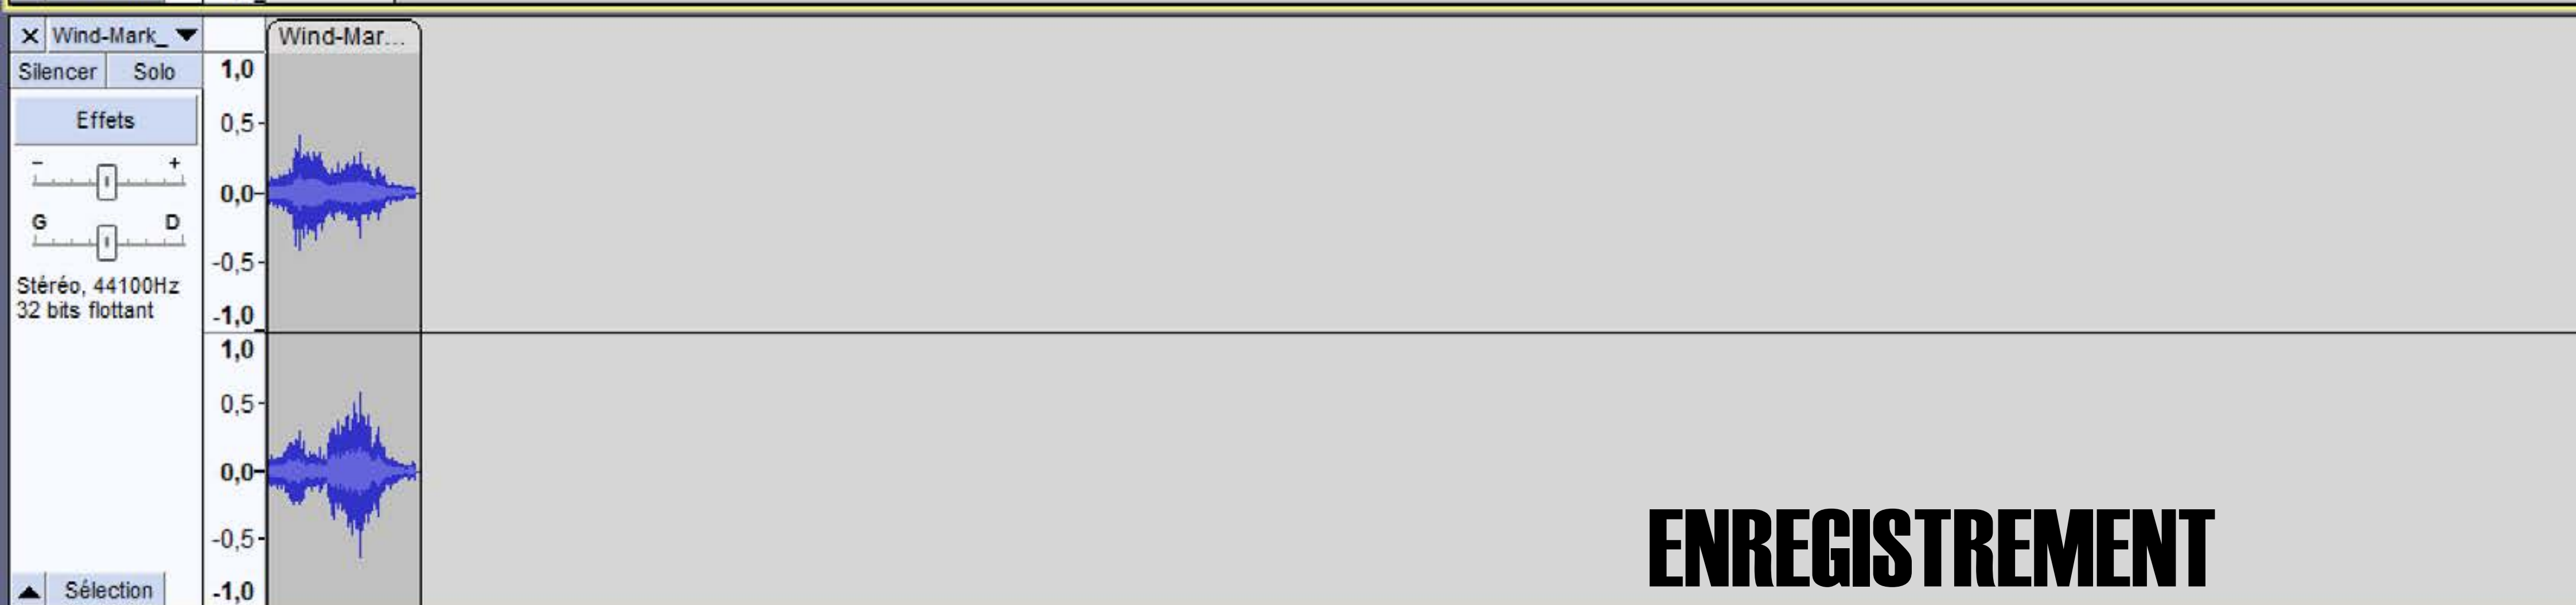 × Wind-Mark_ ▼
Wind-Mar...
Silencer Solo
Effets
- +
G D
Stéréo, 44100Hz
32 bits flottant
▲ Sélection
1,0
0,5-
0,0-
-0,5-
-1,0
1,0
0,5-
0,0-
-0,5-
-1,0
ENREGISTREMENT